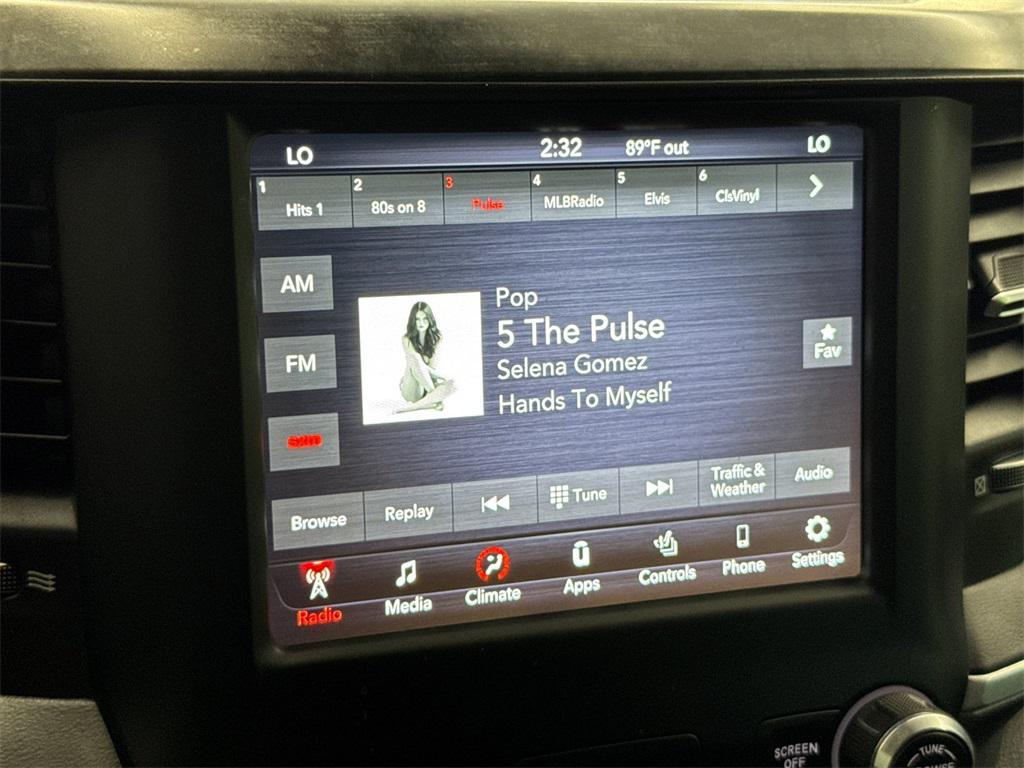 LO 2:32 89°F out LO
1 2 3 4 5 6
Hits 1 80s on 8 Pulse MLBRadio Elvis ClsVinyl
AM
FM
sxm
Pop
5 The Pulse
Selena Gomez
Hands To Myself
Fav
Browse Replay Tune Traffic & Weather Audio
Radio Media Climate Apps Controls Phone Settings
SCREEN
OFF
TUNE
BROWSE